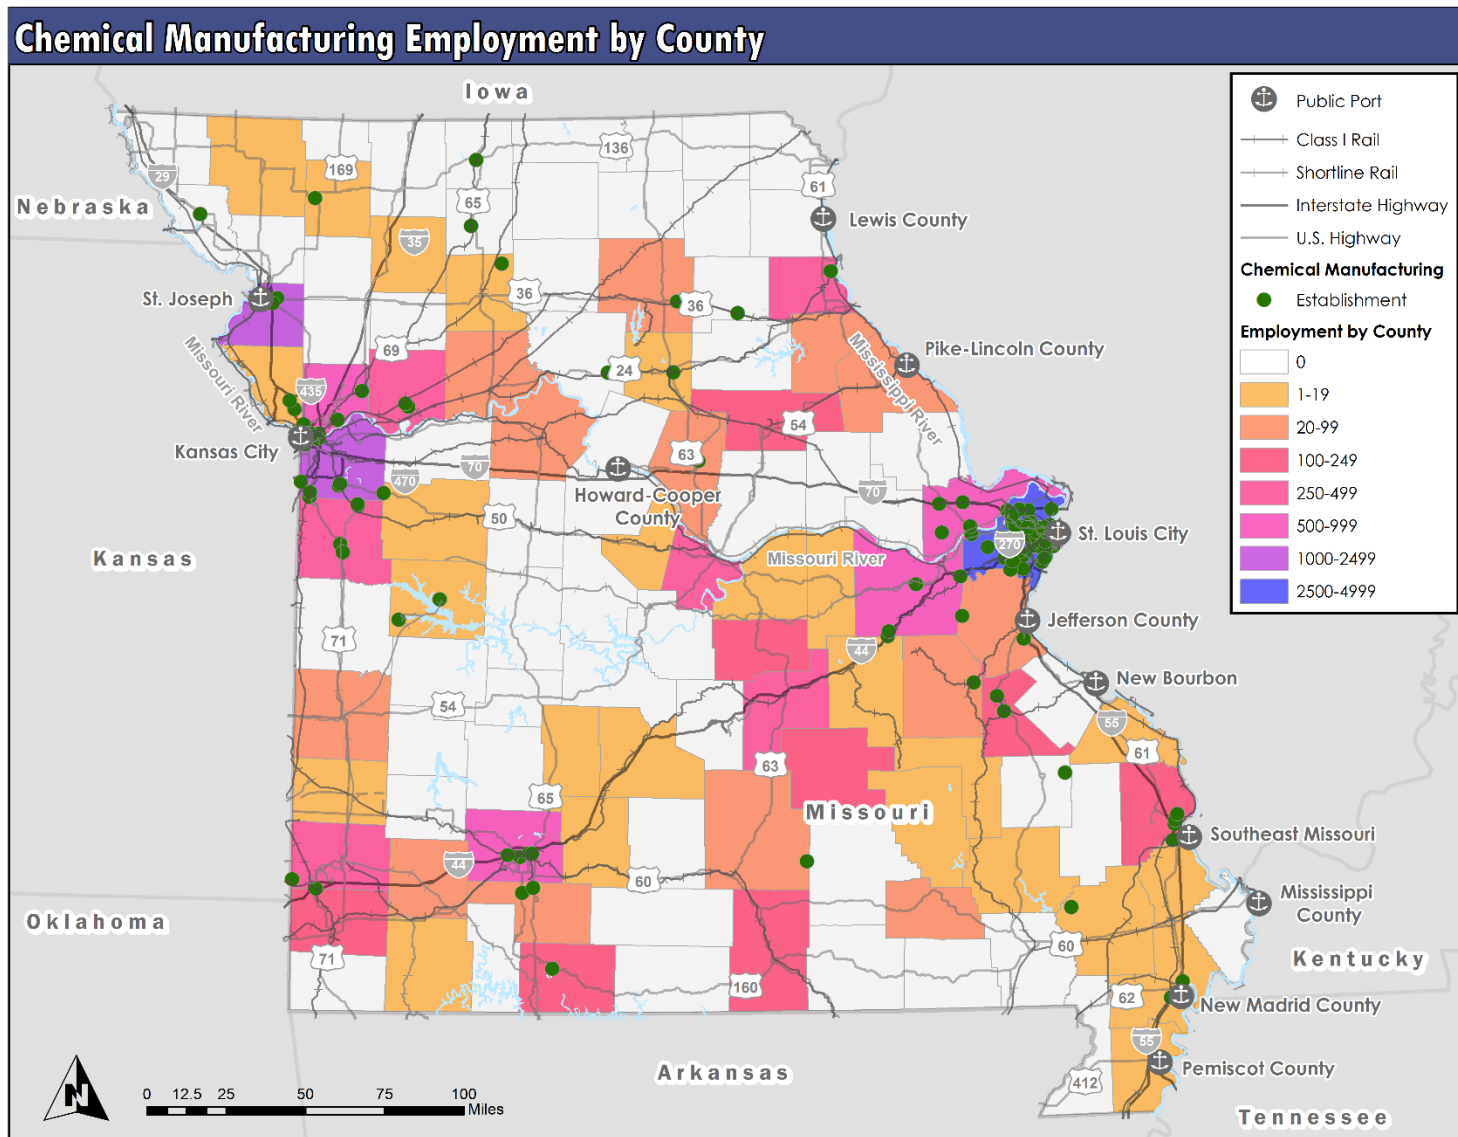 Chemical Manufacturing Employment by County
Iowa
Nebraska
Kansas
Oklahoma
Arkansas
Tennessee
Kentucky
Missouri
Public Port
Class I Rail
Shortline Rail
Interstate Highway
U.S. Highway
Chemical Manufacturing
Establishment
Employment by County
0
1-19
20-99
100-249
250-499
500-999
1000-2499
2500-4999
136
169
29
61
65
Lewis County
35
St. Joseph
36
36
69
Pike-Lincoln County
Missouri River
Mississippi River
24
435
54
Kansas City
63
70
470
Howard-Cooper
County
70
50
St. Louis City
270
Missouri River
Jefferson County
71
44
New Bourbon
54
55
61
63
65
Southeast Missouri
44
60
Mississippi
County
60
71
160
62
New Madrid County
55
Pemiscot County
412
N
0 12.5 25 50 75 100
Miles